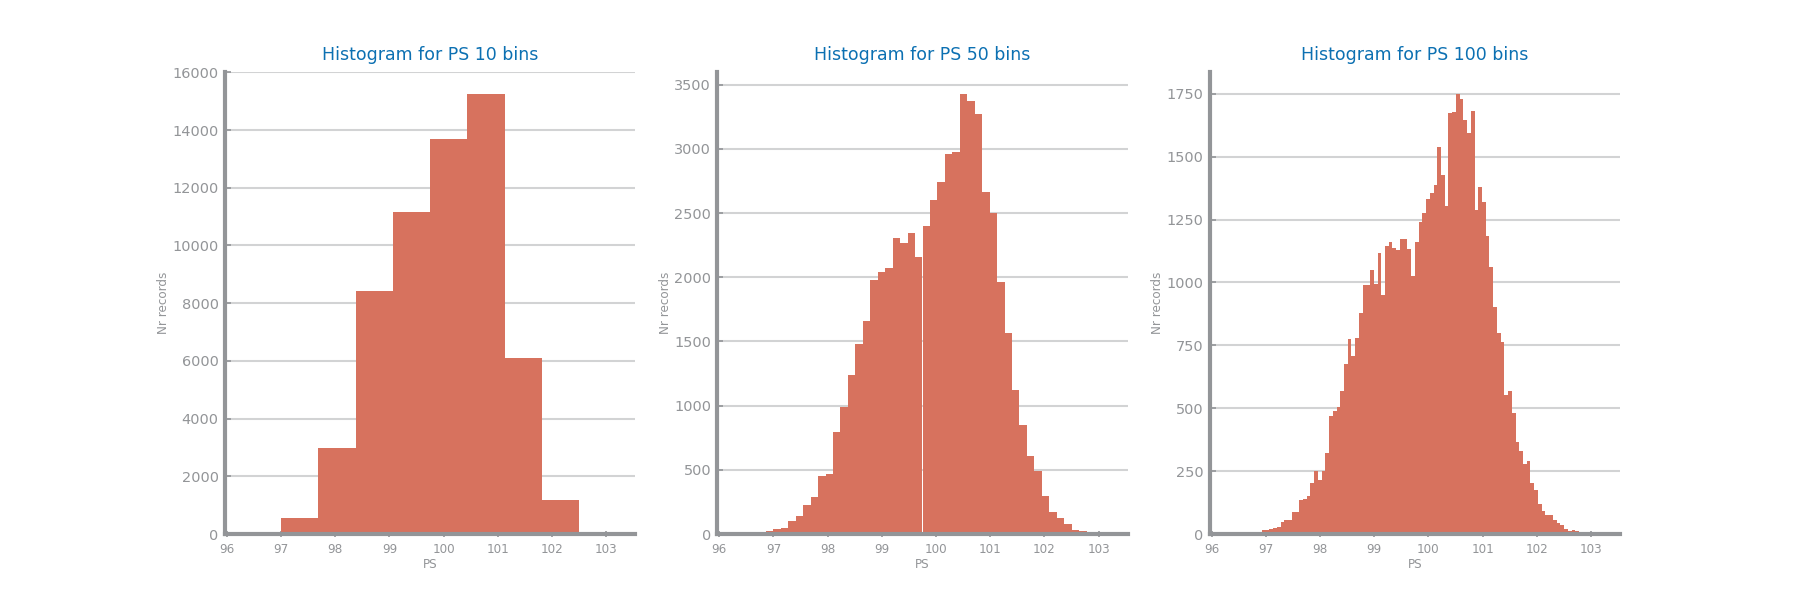 Histogram for PS 10 bins
16000
14000
12000
10000
8000
6000
4000
2000
0
Nr records
96 97 98 99 100 101 102 103
PS
Histogram for PS 50 bins
3500
3000
2500
2000
1500
1000
500
0
Nr records
96 97 98 99 100 101 102 103
PS
Histogram for PS 100 bins
1750
1500
1250
1000
750
500
250
0
Nr records
96 97 98 99 100 101 102 103
PS